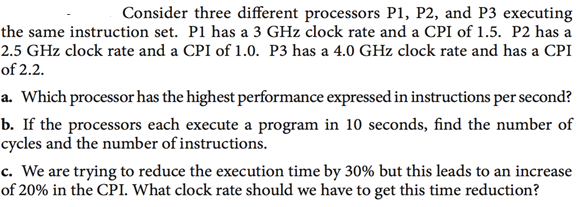 Consider three different processors P1, P2, and P3 executing
the same instruction set. P1 has a 3 GHz clock rate and a CPI of 1.5. P2 has a
2.5 GHz clock rate and a CPI of 1.0. P3 has a 4.0 GHz clock rate and has a CPI
of 2.2.
a. Which processor has the highest performance expressed in instructions per second?
b. If the processors each execute a program in 10 seconds, find the number of
cycles and the number of instructions.
c. We are trying to reduce the execution time by 30% but this leads to an increase
of 20% in the CPI. What clock rate should we have to get this time reduction?